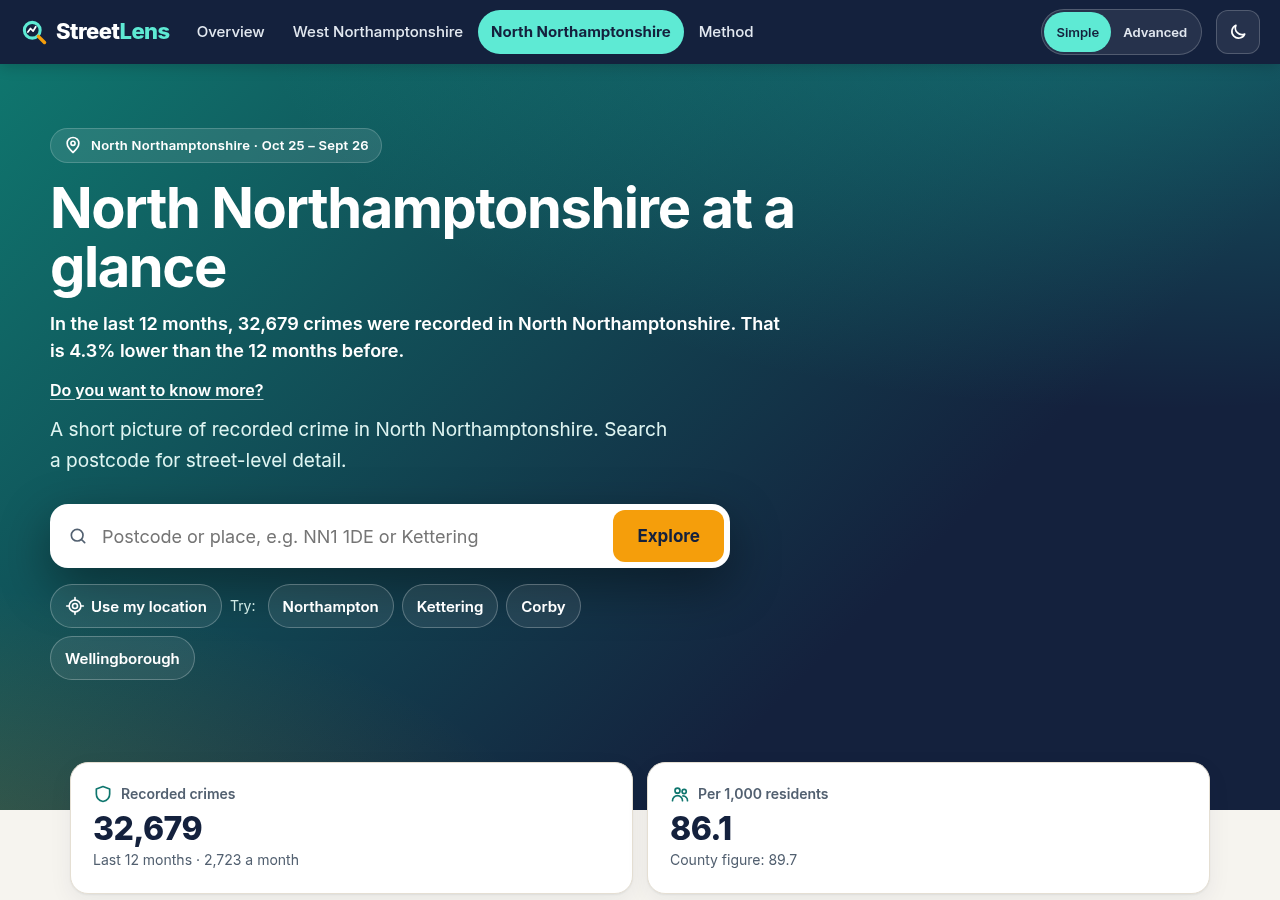 StreetLens Overview West Northamptonshire North Northamptonshire Method Simple Advanced
North Northamptonshire · Oct 25 – Sept 26
North Northamptonshire at a
glance
In the last 12 months, 32,679 crimes were recorded in North Northamptonshire. That
is 4.3% lower than the 12 months before.
Do you want to know more?
A short picture of recorded crime in North Northamptonshire. Search
a postcode for street-level detail.
Postcode or place, e.g. NN1 1DE or Kettering Explore
Use my location Try: Northampton Kettering Corby
Wellingborough
Recorded crimes
32,679
Last 12 months · 2,723 a month
Per 1,000 residents
86.1
County figure: 89.7